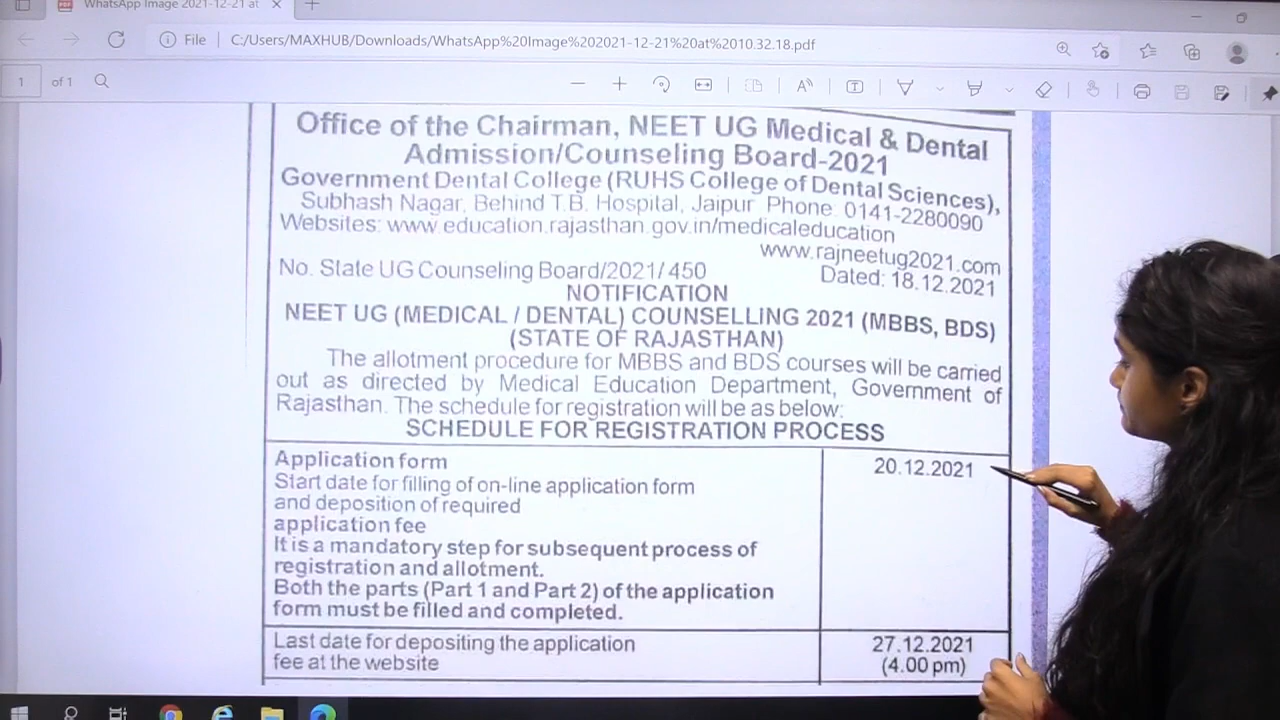 WhatsApp Image 2021-12-21 at
File C:/Users/MAXHUB/Downloads/WhatsApp%20Image%202021-12-21%20at%2010.32.18.pdf
1 of 1
Office of the Chairman, NEET UG Medical & Dental
Admission/Counseling Board-2021
Government Dental College (RUHS College of Dental Sciences),
Subhash Nagar, Behind T.B. Hospital, Jaipur Phone: 0141-2280090
Websites: www.education.rajasthan.gov.in/medicaleducation
www.rajneetug2021.com
No. State UG Counseling Board/2021/ 450 Dated: 18.12.2021
NOTIFICATION
NEET UG (MEDICAL / DENTAL) COUNSELLING 2021 (MBBS, BDS)
(STATE OF RAJASTHAN)
The allotment procedure for MBBS and BDS courses will be carried
out as directed by Medical Education Department, Government of
Rajasthan. The schedule for registration will be as below:
SCHEDULE FOR REGISTRATION PROCESS
Application form 20.12.2021
Start date for filling of on-line application form
and deposition of required
application fee
It is a mandatory step for subsequent process of
registration and allotment.
Both the parts (Part 1 and Part 2) of the application
form must be filled and completed.
Last date for depositing the application 27.12.2021
fee at the website (4.00 pm)